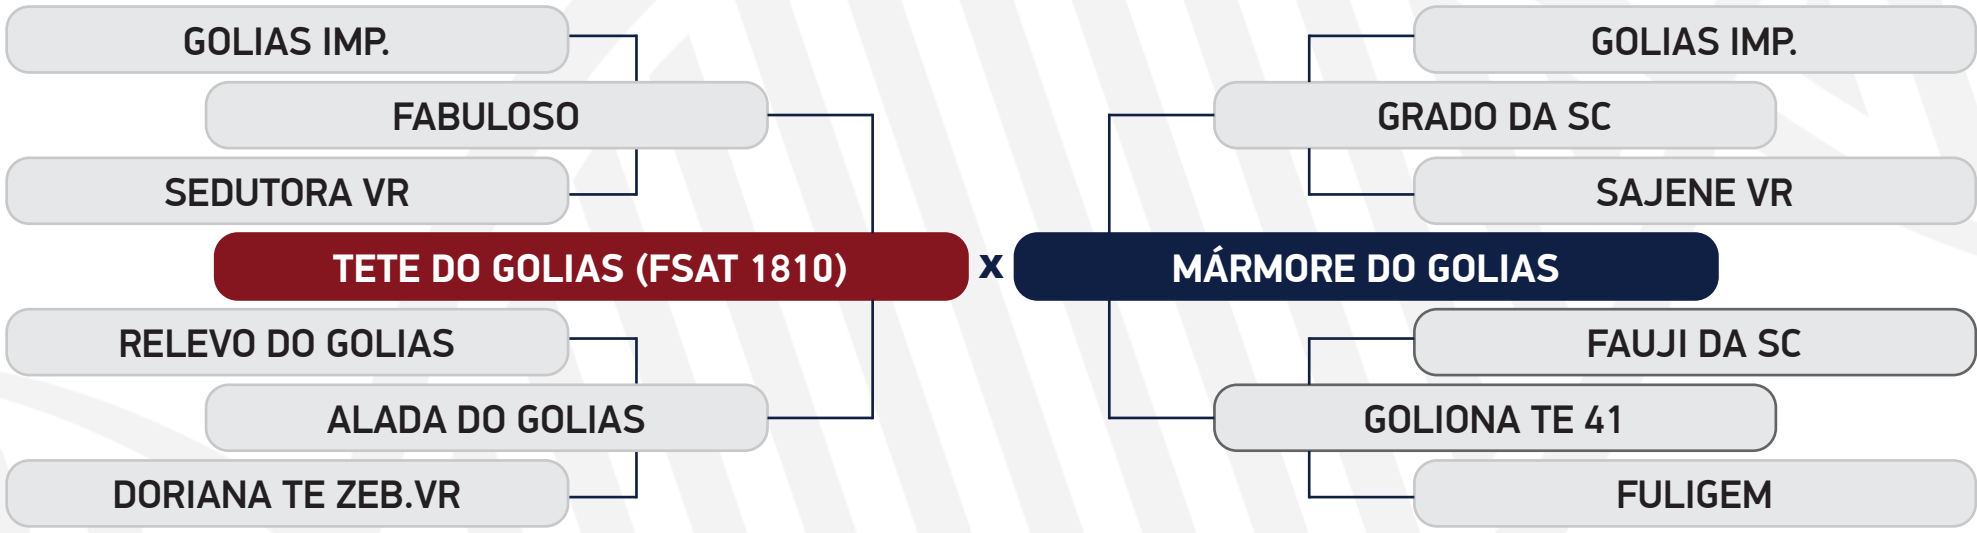 GOLIAS IMP.
FABULOSO
SEDUTORA VR
TETE DO GOLIAS (FSAT 1810)
RELEVO DO GOLIAS
ALADA DO GOLIAS
DORIANA TE ZEB.VR
x
GOLIAS IMP.
GRADO DA SC
SAJENE VR
MÁRMORE DO GOLIAS
FAUJI DA SC
GOLIONA TE 41
FULIGEM